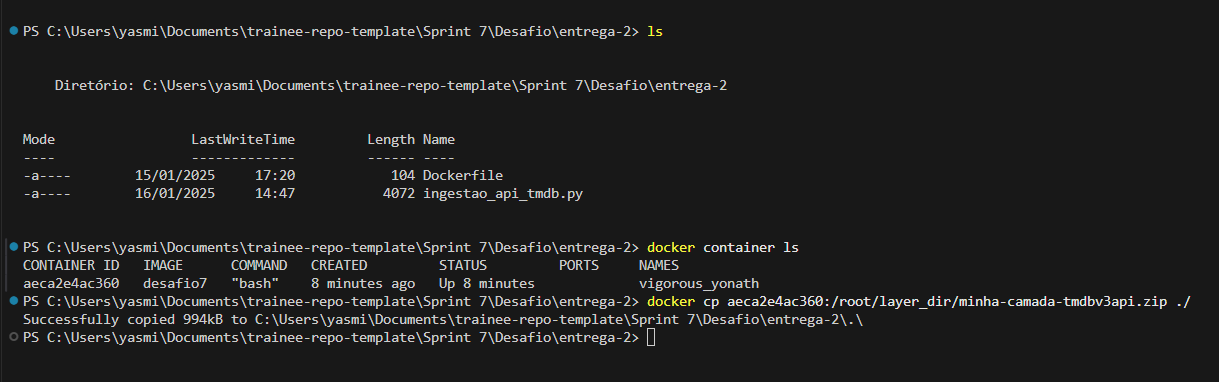 PS C:\Users\yasmi\Documents\trainee-repo-template\Sprint 7\Desafio\entrega-2> ls
Diretório: C:\Users\yasmi\Documents\trainee-repo-template\Sprint 7\Desafio\entrega-2
Mode                 LastWriteTime         Length Name
----                 -------------         ------ ----
-a----        15/01/2025     17:20            104 Dockerfile
-a----        16/01/2025     14:47           4072 ingestao_api_tmdb.py
PS C:\Users\yasmi\Documents\trainee-repo-template\Sprint 7\Desafio\entrega-2> docker container ls
CONTAINER ID   IMAGE      COMMAND   CREATED         STATUS         PORTS     NAMES
aeca2e4ac360   desafio7   "bash"    8 minutes ago   Up 8 minutes             vigorous_yonath
PS C:\Users\yasmi\Documents\trainee-repo-template\Sprint 7\Desafio\entrega-2> docker cp aeca2e4ac360:/root/layer_dir/minha-camada-tmdbv3api.zip ./
Successfully copied 994kB to C:\Users\yasmi\Documents\trainee-repo-template\Sprint 7\Desafio\entrega-2\.\
PS C:\Users\yasmi\Documents\trainee-repo-template\Sprint 7\Desafio\entrega-2>